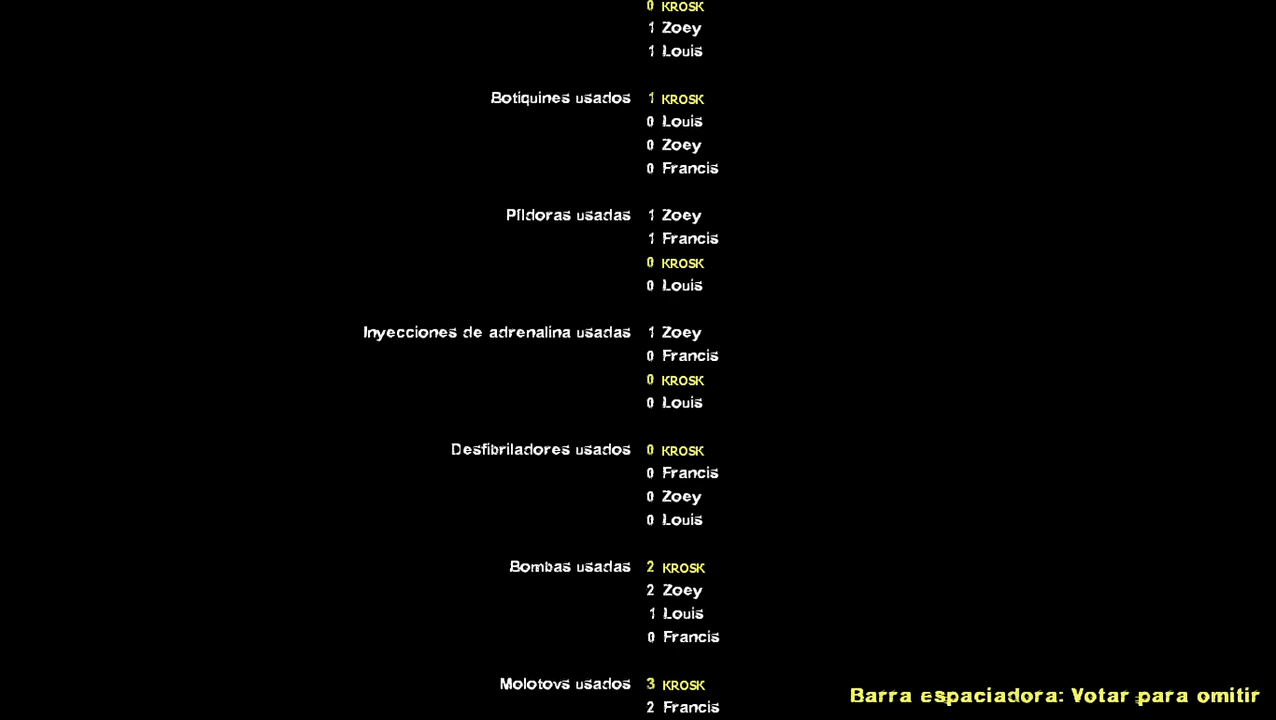 0 KROSK
1 Zoey
1 Louis
Botiquines usados 1 KROSK
0 Louis
0 Zoey
0 Francis
Píldoras usadas 1 Zoey
1 Francis
0 KROSK
0 Louis
Inyecciones de adrenalina usadas 1 Zoey
0 Francis
0 KROSK
0 Louis
Desfibriladores usados 0 KROSK
0 Francis
0 Zoey
0 Louis
Bombas usadas 2 KROSK
2 Zoey
1 Louis
0 Francis
Molotovs usados 3 KROSK
2 Francis
Barra espaciadora: Votar para omitir